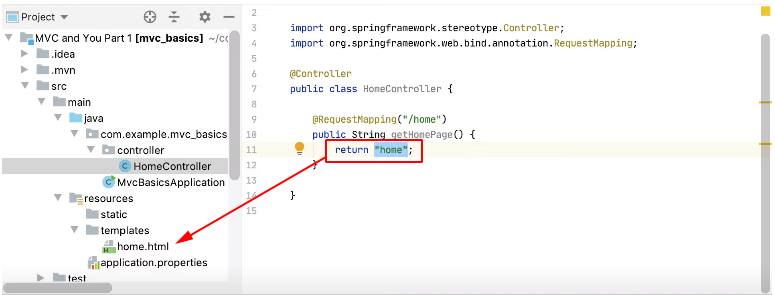 Project
MVC and You Part 1 [mvc_basics] ~/co
.idea
.mvn
src
main
java
com.example.mvc_basics
controller
HomeController
MvcBasicsApplication
resources
static
templates
home.html
application.properties
test
2
3 import org.springframework.stereotype.Controller;
4 import org.springframework.web.bind.annotation.RequestMapping;
5
6 @Controller
7 public class HomeController {
8
9 @RequestMapping("/home")
10 public String getHomePage() {
11 return "home";
12 }
13
14 }
15